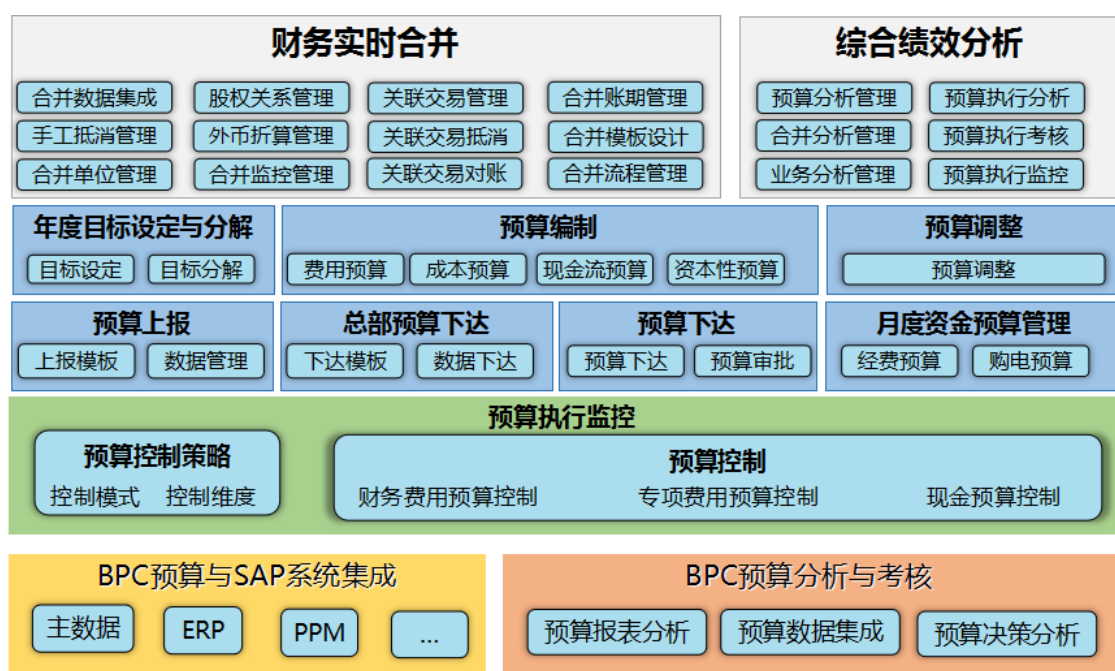 财务实时合并
合并数据集成 股权关系管理 关联交易管理 合并账期管理
手工抵消管理 外币折算管理 关联交易抵消 合并模板设计
合并单位管理 合并监控管理 关联交易对账 合并流程管理
综合绩效分析
预算分析管理 预算执行分析
合并分析管理 预算执行考核
业务分析管理 预算执行监控
年度目标设定与分解
目标设定 目标分解
预算编制
费用预算 成本预算 现金流预算 资本性预算
预算调整
预算调整
预算上报
上报模板 数据管理
总部预算下达
下达模板 数据下达
预算下达
预算下达 预算审批
月度资金预算管理
经费预算 购电预算
预算执行监控
预算控制策略
控制模式 控制维度
预算控制
财务费用预算控制 专项费用预算控制 现金预算控制
BPC预算与SAP系统集成
主数据 ERP PPM ...
BPC预算分析与考核
预算报表分析 预算数据集成 预算决策分析